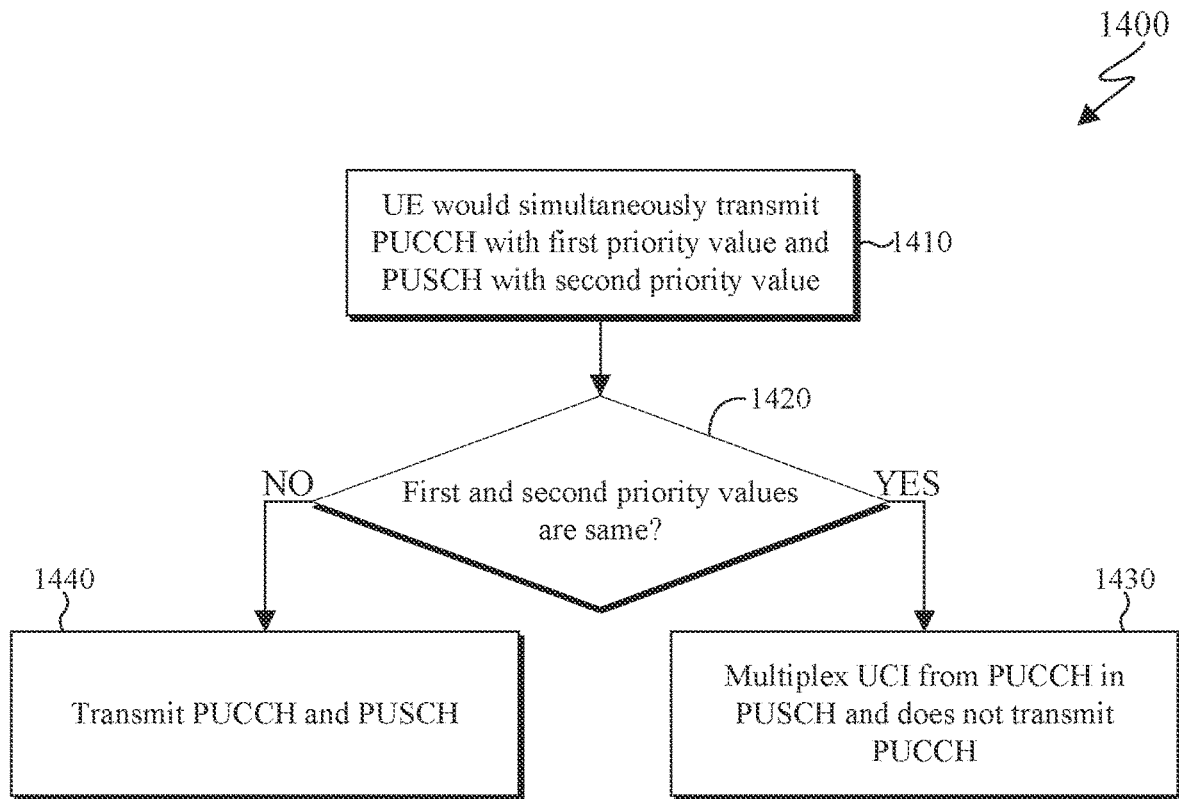 1400
UE would simultaneously transmit
PUCCH with first priority value and
PUSCH with second priority value
1410
1420
NO
First and second priority values
are same?
YES
1440
1430
Transmit PUCCH and PUSCH
Multiplex UCI from PUCCH in
PUSCH and does not transmit
PUCCH